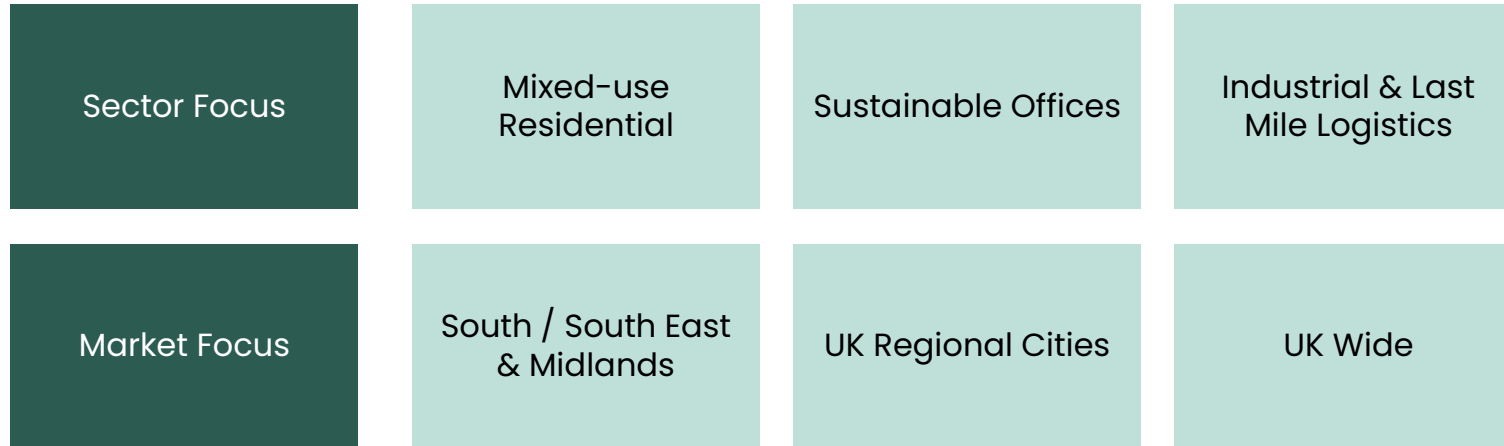 Sector Focus
Mixed-use
Residential
Sustainable Offices
Industrial & Last
Mile Logistics
Market Focus
South / South East
& Midlands
UK Regional Cities
UK Wide